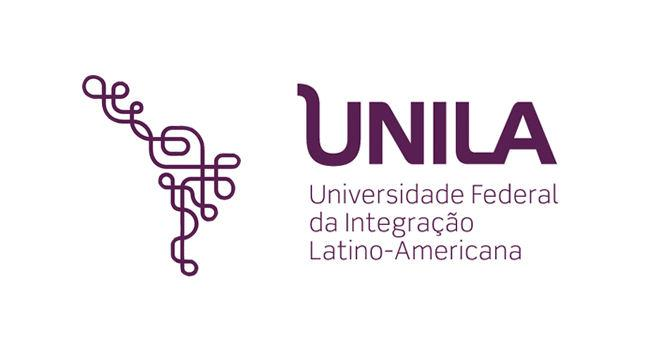 UNILA
Universidade Federal
da Integração
Latino-Americana